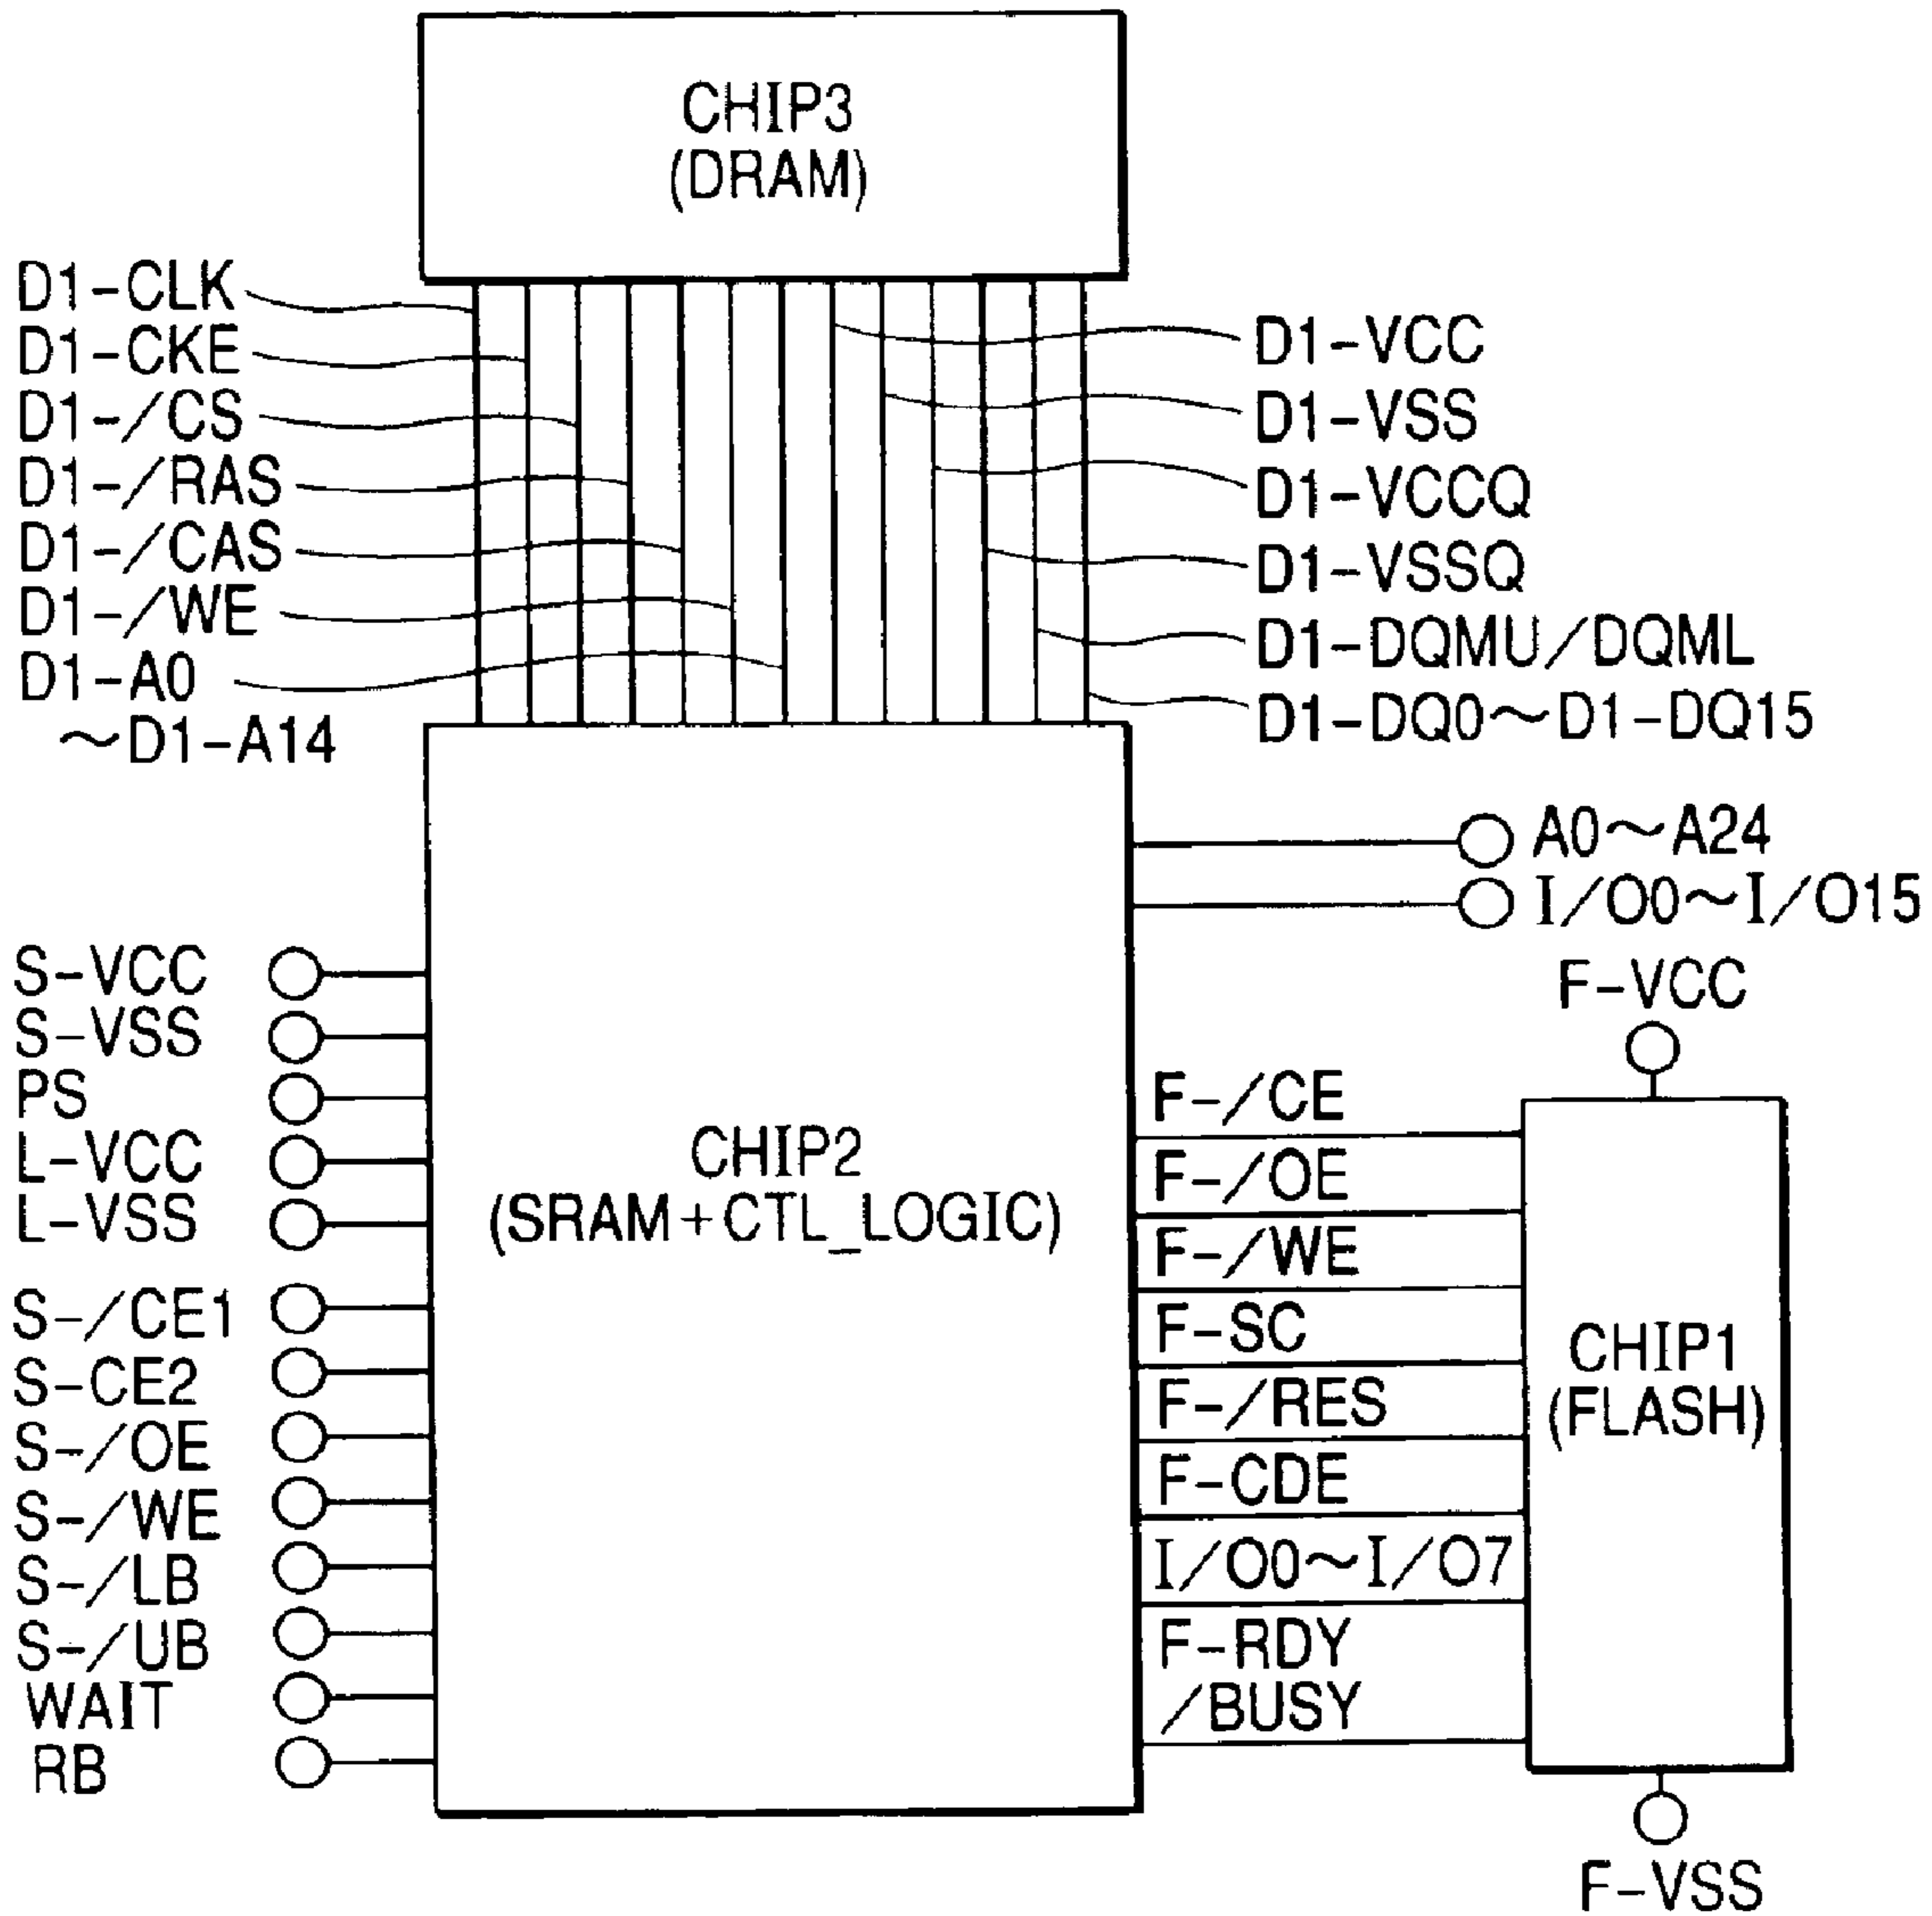 CHIP3
(DRAM)
D1-CLK
D1-CKE
D1-/CS
D1-/RAS
D1-/CAS
D1-/WE
D1-A0
~D1-A14
D1-VCC
D1-VSS
D1-VCCQ
D1-VSSQ
D1-DQMU/DQML
D1-DQ0~D1-DQ15
A0~A24
I/O0~I/O15
S-VCC
S-VSS
PS
L-VCC
L-VSS
S-/CE1
S-CE2
S-/OE
S-/WE
S-/LB
S-/UB
WAIT
RB
CHIP2
(SRAM+CTL_LOGIC)
F-/CE
F-/OE
F-/WE
F-SC
F-/RES
F-CDE
I/O0~I/O7
F-RDY
/BUSY
F-VCC
CHIP1
(FLASH)
F-VSS